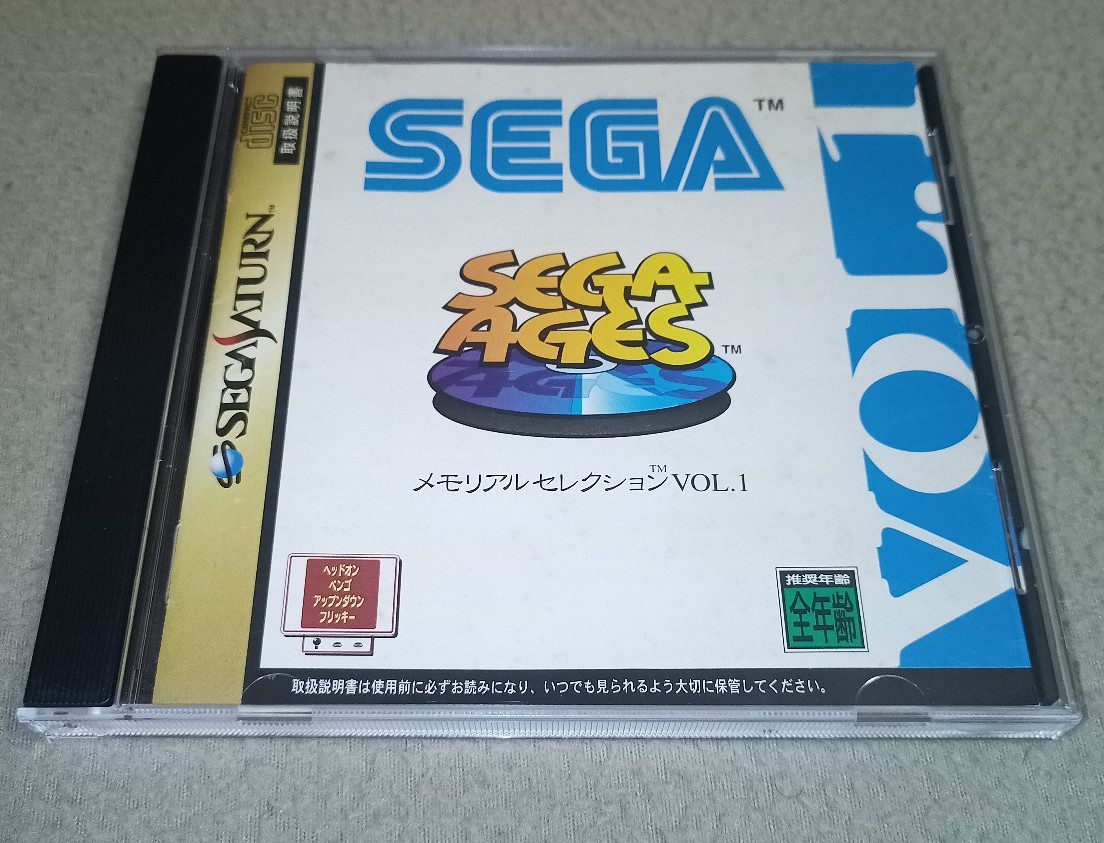 COMPACT
disc
取扱説明書
SEGA SATURN™
SEGA™
SEGA
AGES™
メモリアルセレクション™ VOL.1
VOL.1
ヘッドオン
ペンゴ
アップンダウン
フリッキー
推奨年齢
全年齢
取扱説明書は使用前に必ずお読みになり、いつでも見られるよう大切に保管してください。